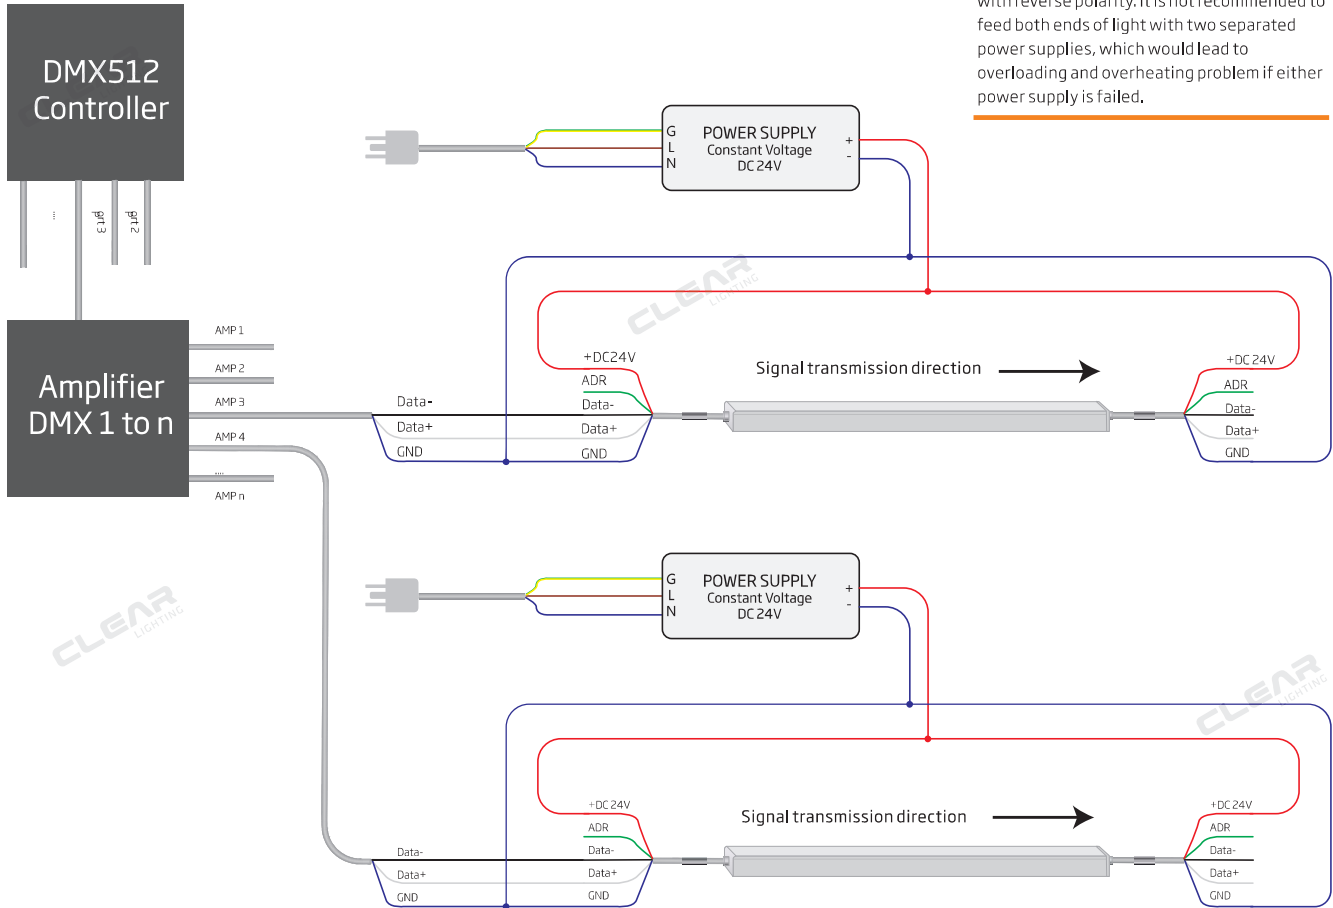 with reverse polarity. It is not recommended to
feed both ends of light with two separated
power supplies, which would lead to
overloading and overheating problem if either
power supply is failed.
DMX512
Controller
....
port 3
port 2
POWER SUPPLY
Constant Voltage
DC 24V
G
L
N
+
-
CLEAR
CLEAR
LIGHTING
Amplifier
DMX 1 to n
AMP 1
AMP 2
AMP 3
AMP 4
....
AMP n
Data-
Data+
GND
+DC24V
ADR
Data-
Data+
GND
Signal transmission direction
+DC 24V
ADR
Data-
Data+
GND
CLEAR
LIGHTING
POWER SUPPLY
Constant Voltage
DC 24V
G
L
N
+
-
CLEAR
LIGHTING
Data-
Data+
GND
+DC 24V
ADR
Data-
Data+
GND
Signal transmission direction
+DC 24V
ADR
Data-
Data+
GND